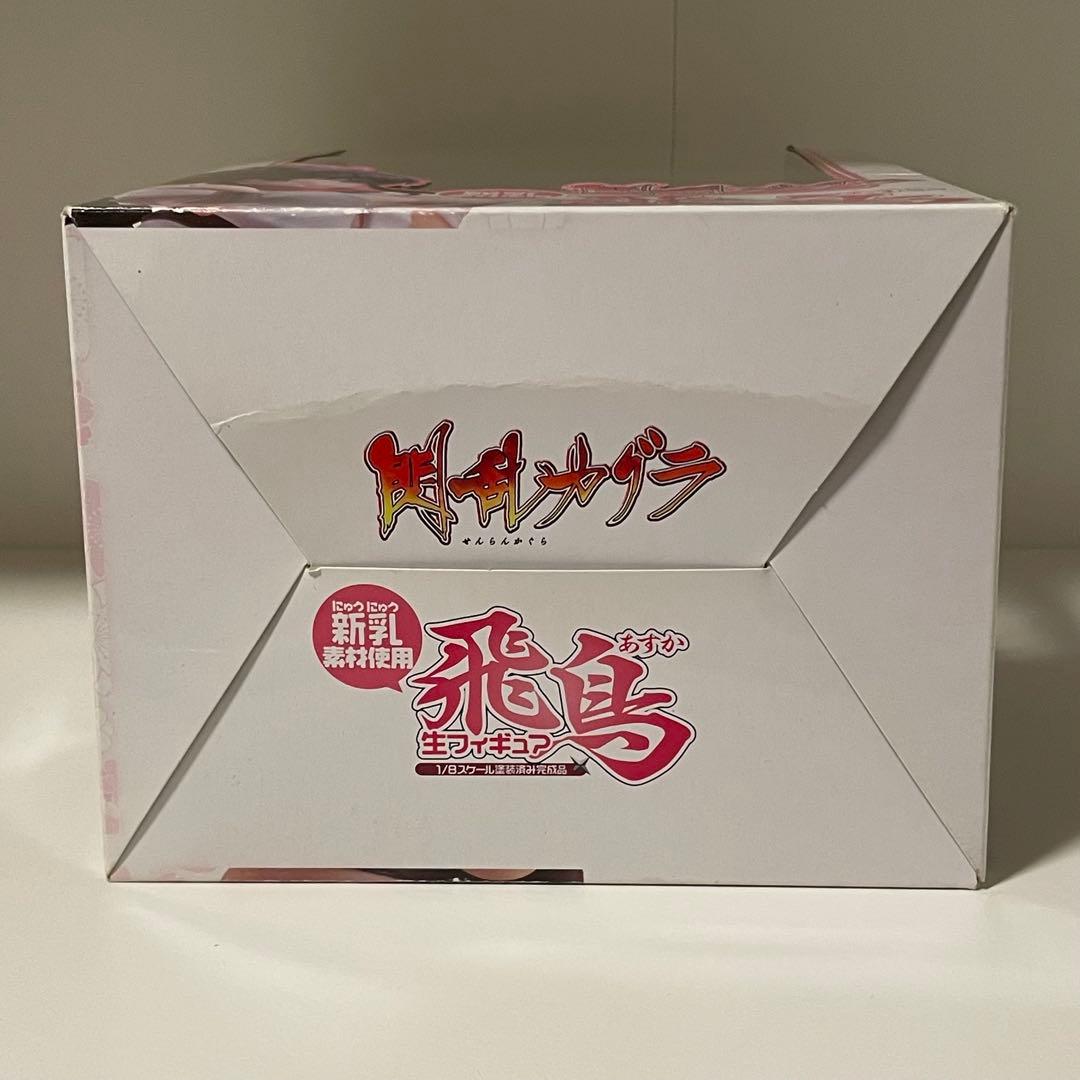 閃乱カグラ
せんらんかぐら
にゅうにゅう
新乳
素材使用
飛鳥
あすか
生フィギュア
1/8スケール塗装済み完成品